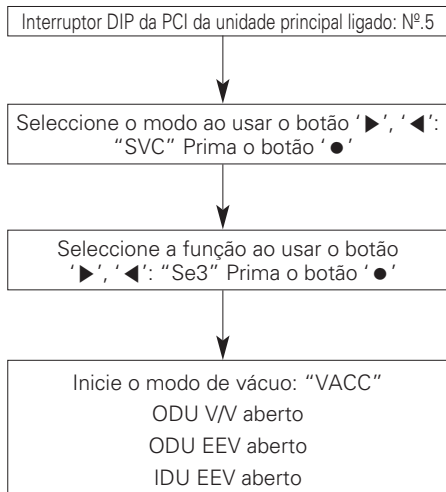 Interruptor DIP da PCI da unidade principal ligado: Nº.5
Seleccione o modo ao usar o botão ‘▶’, ‘◀’:
“SVC” Prima o botão ‘●’
Seleccione a função ao usar o botão
‘▶’, ‘◀’: “Se3” Prima o botão ‘●’
Inicie o modo de vácuo: “VACC”
ODU V/V aberto
ODU EEV aberto
IDU EEV aberto